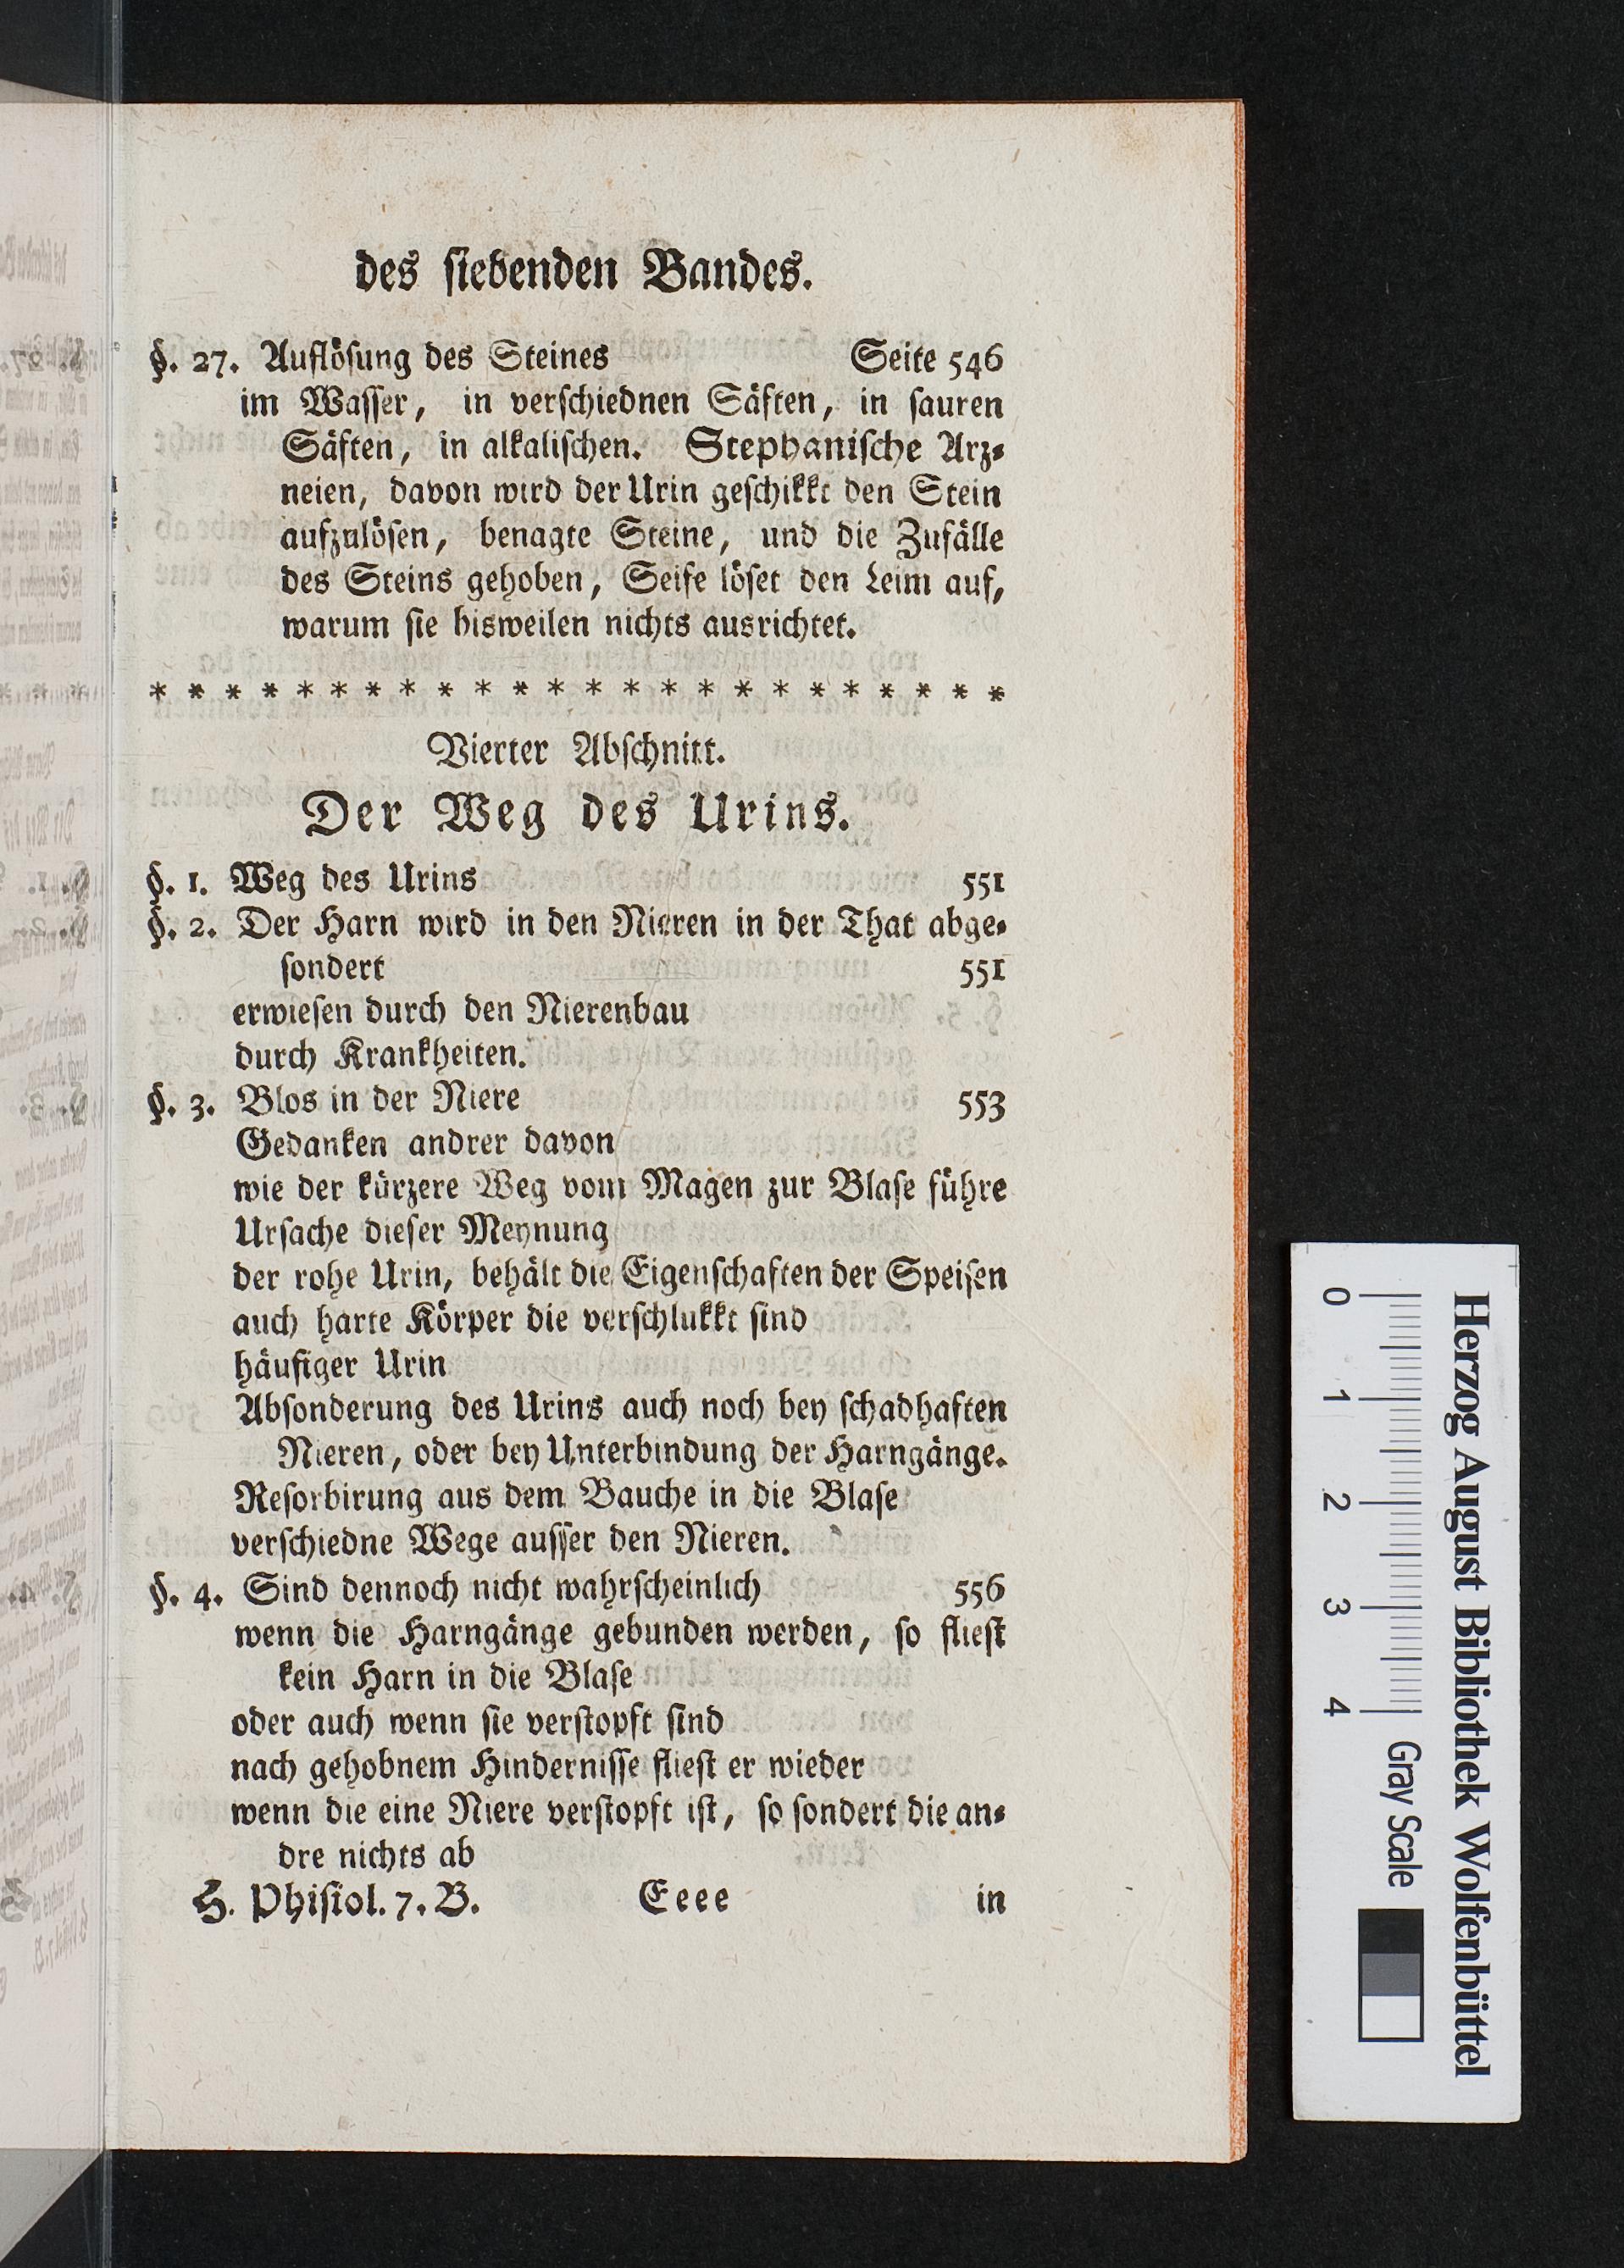 des siebenden Bandes.
§. 27. Auflösung des Steines Seite 546
im Wasser, in verschiednen Säften, in sauren
Säften, in alkalischen. Stephanische Arz-
neien, davon wird der Urin geschikkt den Stein
aufzulösen, benagte Steine, und die Zufälle
des Steins gehoben, Seife löset den Leim auf,
warum sie bisweilen nichts ausrichtet.
* * * * * * * * * * * * * * * * * * * * * * * *
Vierter Abschnitt.
Der Weg des Urins.
§. 1. Weg des Urins 551
§. 2. Der Harn wird in den Nieren in der That abge-
sondert 551
erwiesen durch den Nierenbau
durch Krankheiten.
§. 3. Blos in der Niere 553
Gedanken andrer davon
wie der kürzere Weg vom Magen zur Blase führe
Ursache dieser Meynung
der rohe Urin, behält die Eigenschaften der Speisen
auch harte Körper die verschlukkt sind
häufiger Urin
Absonderung des Urins auch noch bey schadhaften
Nieren, oder bey Unterbindung der Harngänge.
Resorbirung aus dem Bauche in die Blase
verschiedne Wege ausser den Nieren.
§. 4. Sind dennoch nicht wahrscheinlich 556
wenn die Harngänge gebunden werden, so fliest
kein Harn in die Blase
oder auch wenn sie verstopft sind
nach gehobnem Hindernisse fliest er wieder
wenn die eine Niere verstopft ist, so sondert die an-
dre nichts ab
H. Phisiol. 7. B. Eeee in
Herzog August Bibliothek Wolfenbüttel
0 1 2 3 4 Gray Scale